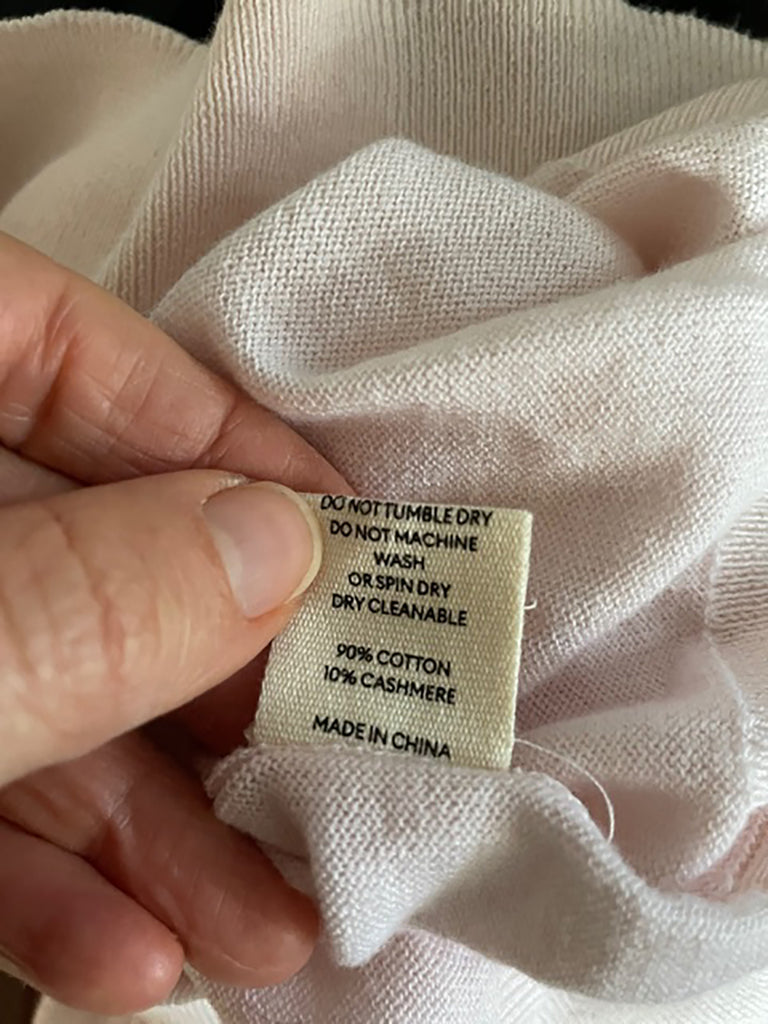 DO NOT TUMBLE DRY
DO NOT MACHINE
WASH
OR SPIN DRY
DRY CLEANABLE
90% COTTON
10% CASHMERE
MADE IN CHINA